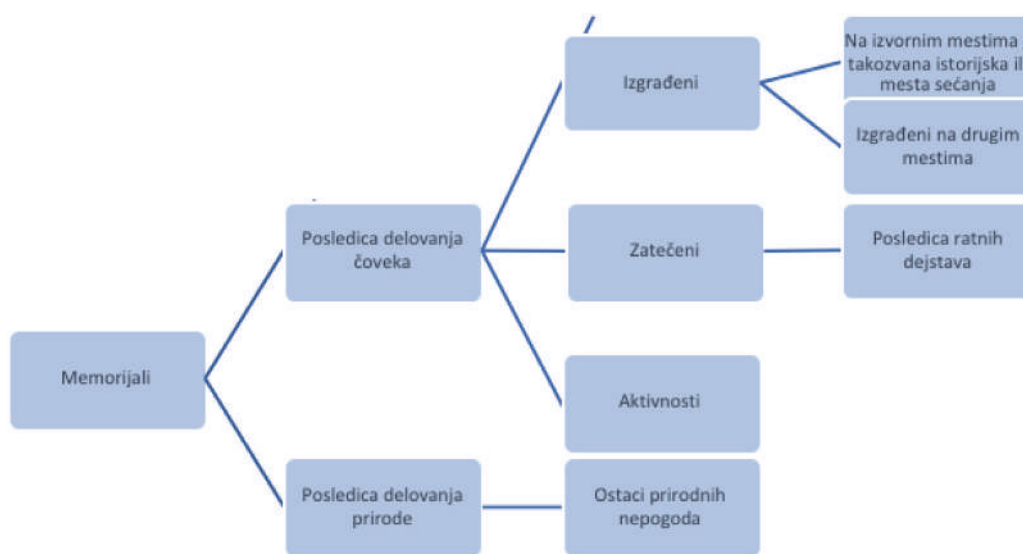 Izgrađeni
Na izvornim mestima
takozvana istorijska il
mesta sećanja
Izgrađeni na drugim
mestima
Posledica delovanja
čoveka
Zatečeni
Posledica ratnih
dejstava
Memorijali
Aktivnosti
Posledica delovanja
prirode
Ostaci prirodnih
nepogoda